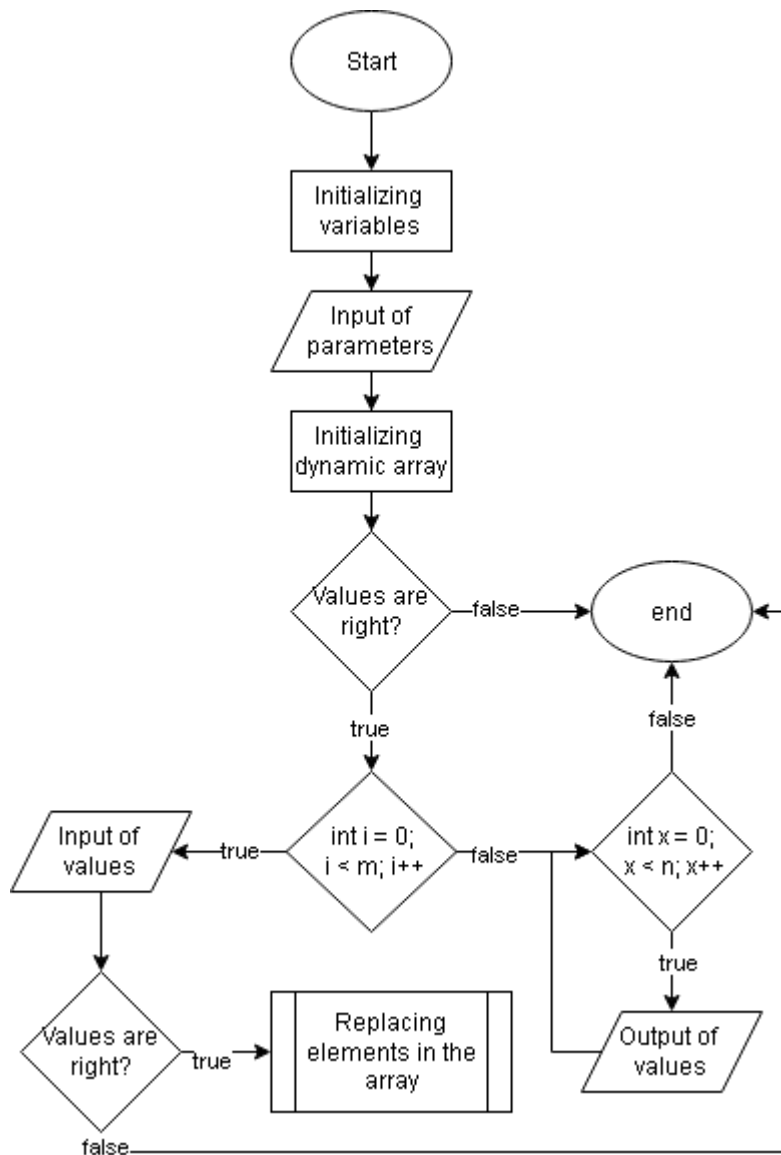 Start
Initializing
variables
Input of
parameters
Initializing
dynamic array
Values are
right?
false
end
true
false
int i = 0;
i < m; i++
true
false
int x = 0;
x < n; x++
true
Input of
values
Values are
right?
true
Replacing
elements in the
array
Output of
values
false